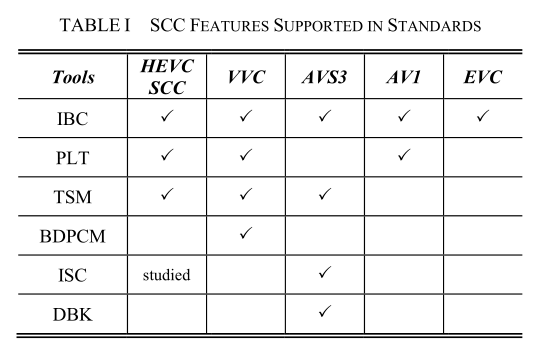 TABLE I SCC FEATURES SUPPORTED IN STANDARDS
Tools HEVC SCC VVC AVS3 AV1 EVC
IBC ✓ ✓ ✓ ✓ ✓
PLT ✓ ✓ ✓
TSM ✓ ✓ ✓
BDPCM ✓
ISC studied ✓
DBK ✓